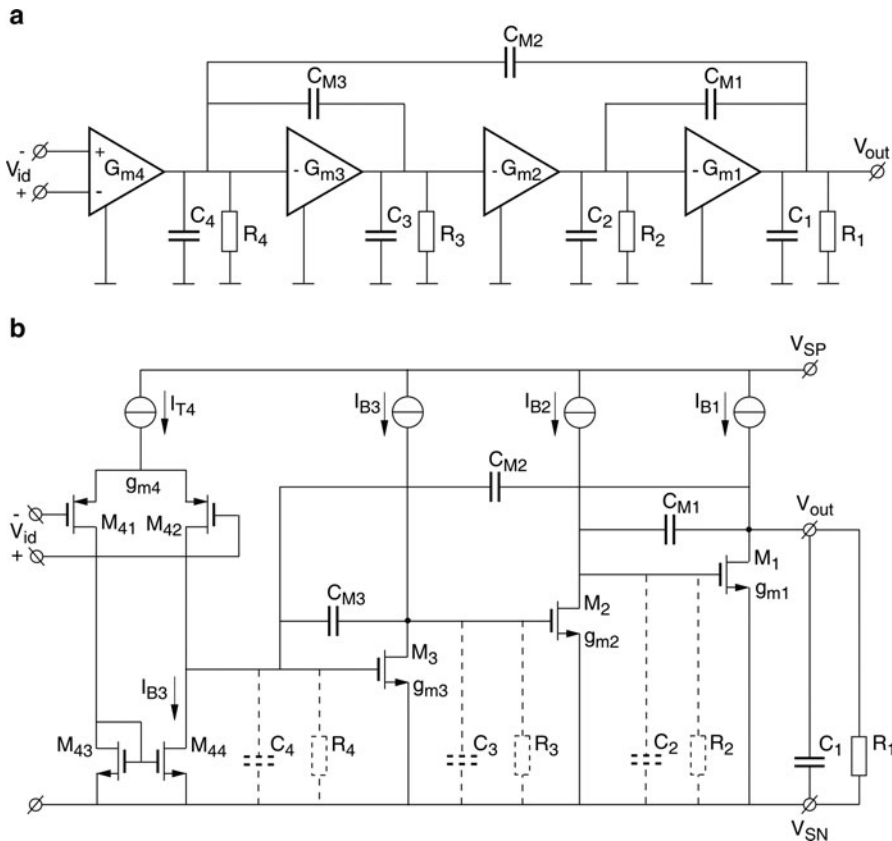 a
C_M2
C_M3
C_M1
-
V_id
+
+
-
G_m4
- G_m3
- G_m2
- G_m1
V_out
C_4
R_4
C_3
R_3
C_2
R_2
C_1
R_1
b
V_SP
I_T4
I_B3
I_B2
I_B1
C_M2
g_m4
-
V_id
+
M_41
M_42
C_M1
V_out
M_1
g_m1
C_M3
M_2
g_m2
M_3
g_m3
I_B3
M_43
M_44
C_4
R_4
C_3
R_3
C_2
R_2
C_1
R_1
V_SN